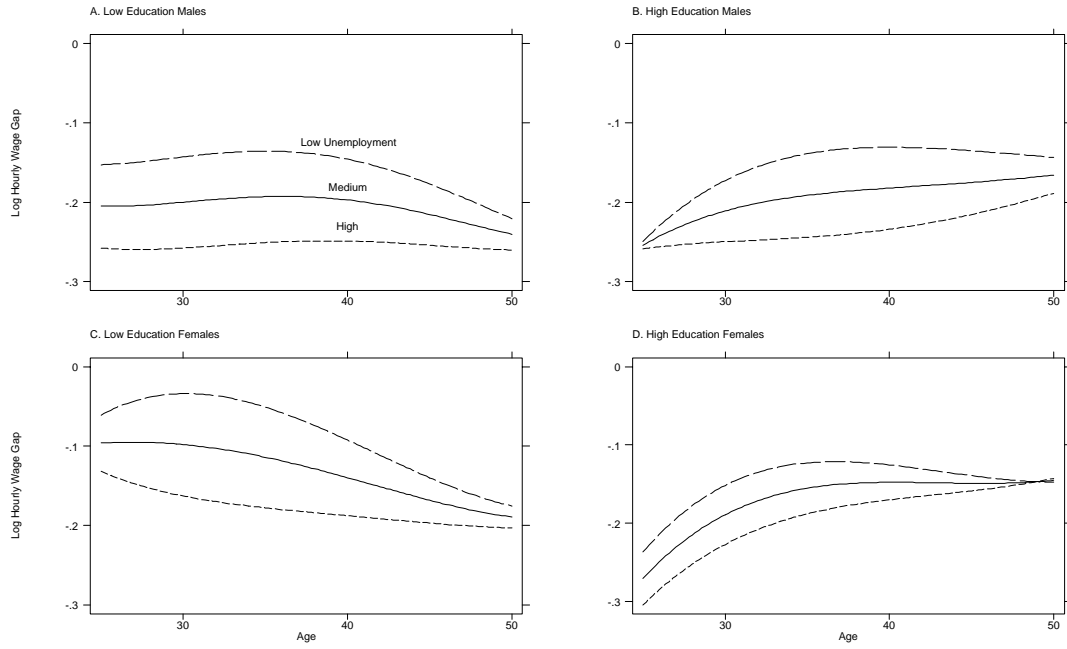 A. Low Education Males
B. High Education Males
Log Hourly Wage Gap
0
-.1
-.2
-.3
Low Unemployment
Medium
High
30
40
50
0
-.1
-.2
-.3
30
40
50
C. Low Education Females
D. High Education Females
Log Hourly Wage Gap
0
-.1
-.2
-.3
30
40
50
Age
0
-.1
-.2
-.3
30
40
50
Age